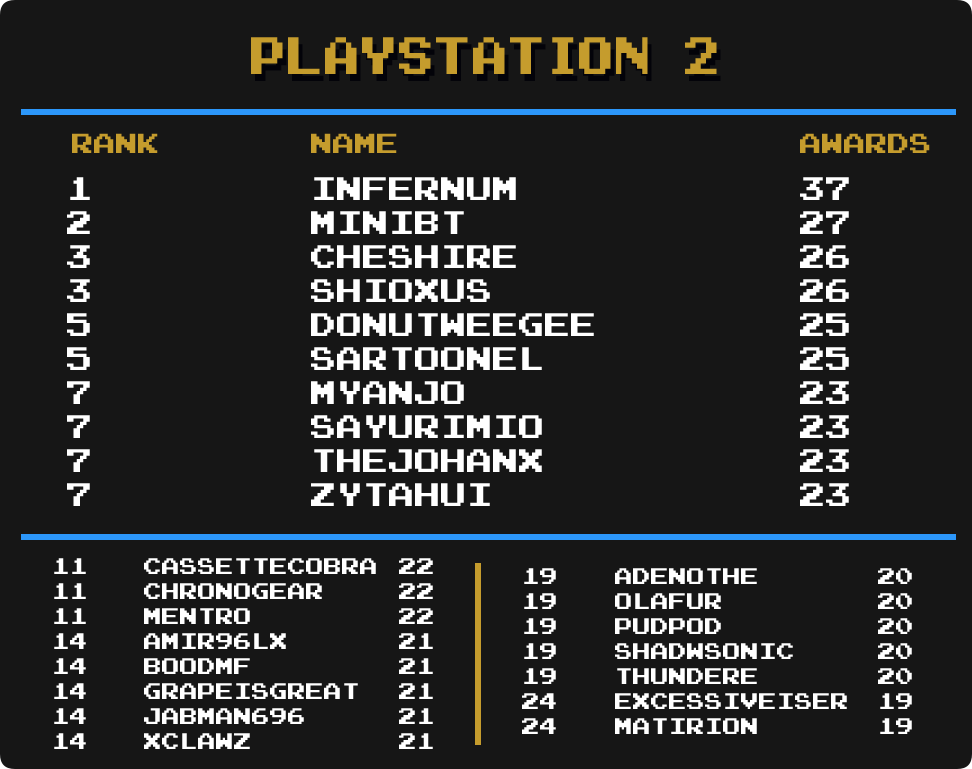 PLAYSTATION 2
RANK NAME AWARDS
1 INFERNUM 37
2 MINIBT 27
3 CHESHIRE 26
3 SHIOXUS 26
5 DONUTWEEGEE 25
5 SARTOONEL 25
7 MYANJO 23
7 SAYURIMIO 23
7 THEJOHANX 23
7 ZYTAHUI 23
11 CASSETTECOBRA 22
11 CHRONOGEAR 22
11 MENTRO 22
14 AMIR96LX 21
14 BOODMF 21
14 GRAPEISGREAT 21
14 JABMAN696 21
14 XCLAWZ 21
19 ADENOTHE 20
19 OLAFUR 20
19 PUDPOD 20
19 SHADWSONIC 20
19 THUNDERE 20
24 EXCESSIVEISER 19
24 MATIRION 19